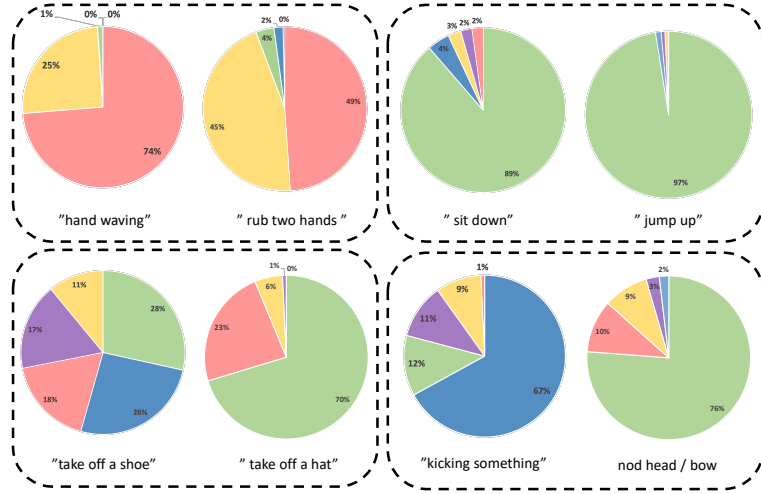 1% 0% 0%
25%
74%
"hand waving"
2% 0%
4%
49%
45%
" rub two hands "
3% 2% 2%
4%
89%
" sit down"
97%
" jump up"
11%
28%
17%
18%
26%
"take off a shoe"
1% 0%
6%
23%
70%
" take off a hat"
1%
9%
11%
12%
67%
"kicking something"
2%
3%
9%
10%
76%
nod head / bow